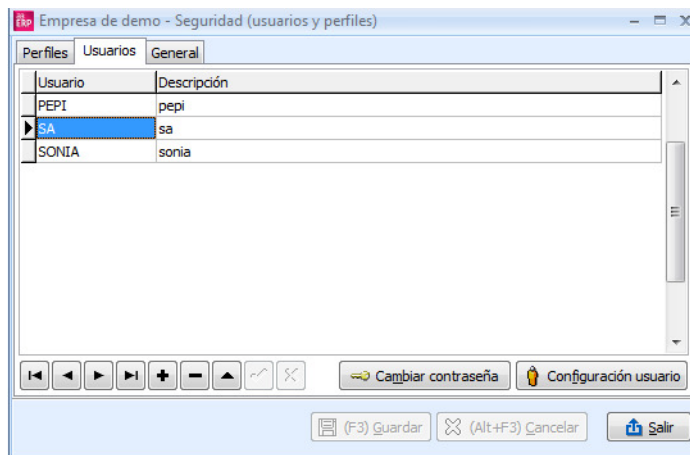 ERP Empresa de demo - Seguridad (usuarios y perfiles)
Perfiles Usuarios General
Usuario Descripción
PEPI pepi
SA sa
SONIA sonia
Cambiar contraseña Configuración usuario
(F3) Guardar (Alt+F3) Cancelar Salir